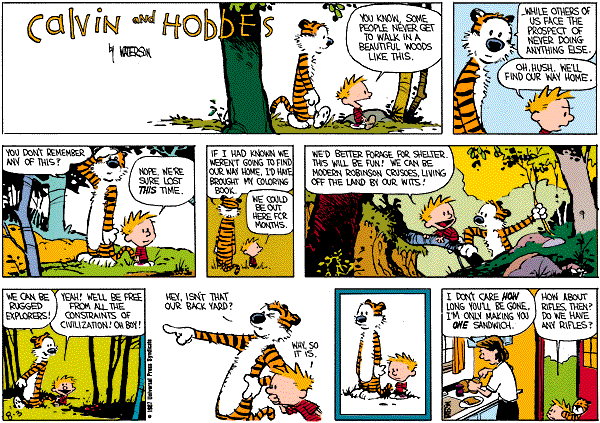 Calvin and Hobbes
by WATTERSON
YOU KNOW, SOME
PEOPLE NEVER GET
TO WALK IN A
BEAUTIFUL WOODS
LIKE THIS.
...WHILE OTHERS OF
US FACE THE
PROSPECT OF
NEVER DOING
ANYTHING ELSE.
OH, HUSH. WE'LL
FIND OUR WAY HOME.
YOU DON'T REMEMBER
ANY OF THIS?
NOPE, WE'RE
SURE LOST
THIS TIME.
IF I HAD KNOWN WE
WEREN'T GOING TO FIND
OUR WAY HOME, I'D HAVE
BROUGHT MY COLORING
BOOK.
WE COULD
BE OUT
HERE FOR
MONTHS.
WE'D BETTER FORAGE FOR SHELTER.
THIS WILL BE FUN! WE CAN BE
MODERN ROBINSON CRUSOES, LIVING
OFF THE LAND BY OUR WITS!
WE CAN BE
RUGGED
EXPLORERS!
YEAH! WE'LL BE FREE
FROM ALL THE
CONSTRAINTS OF
CIVILIZATION! OH BOY!
8-3
© 1987 Universal Press Syndicate
HEY, ISN'T THAT
OUR BACK YARD?
WHY, SO
IT IS.
I DON'T CARE HOW
LONG YOU'LL BE GONE,
I'M ONLY MAKING YOU
ONE SANDWICH.
HOW ABOUT
RIFLES, THEN?
DO WE HAVE
ANY RIFLES?